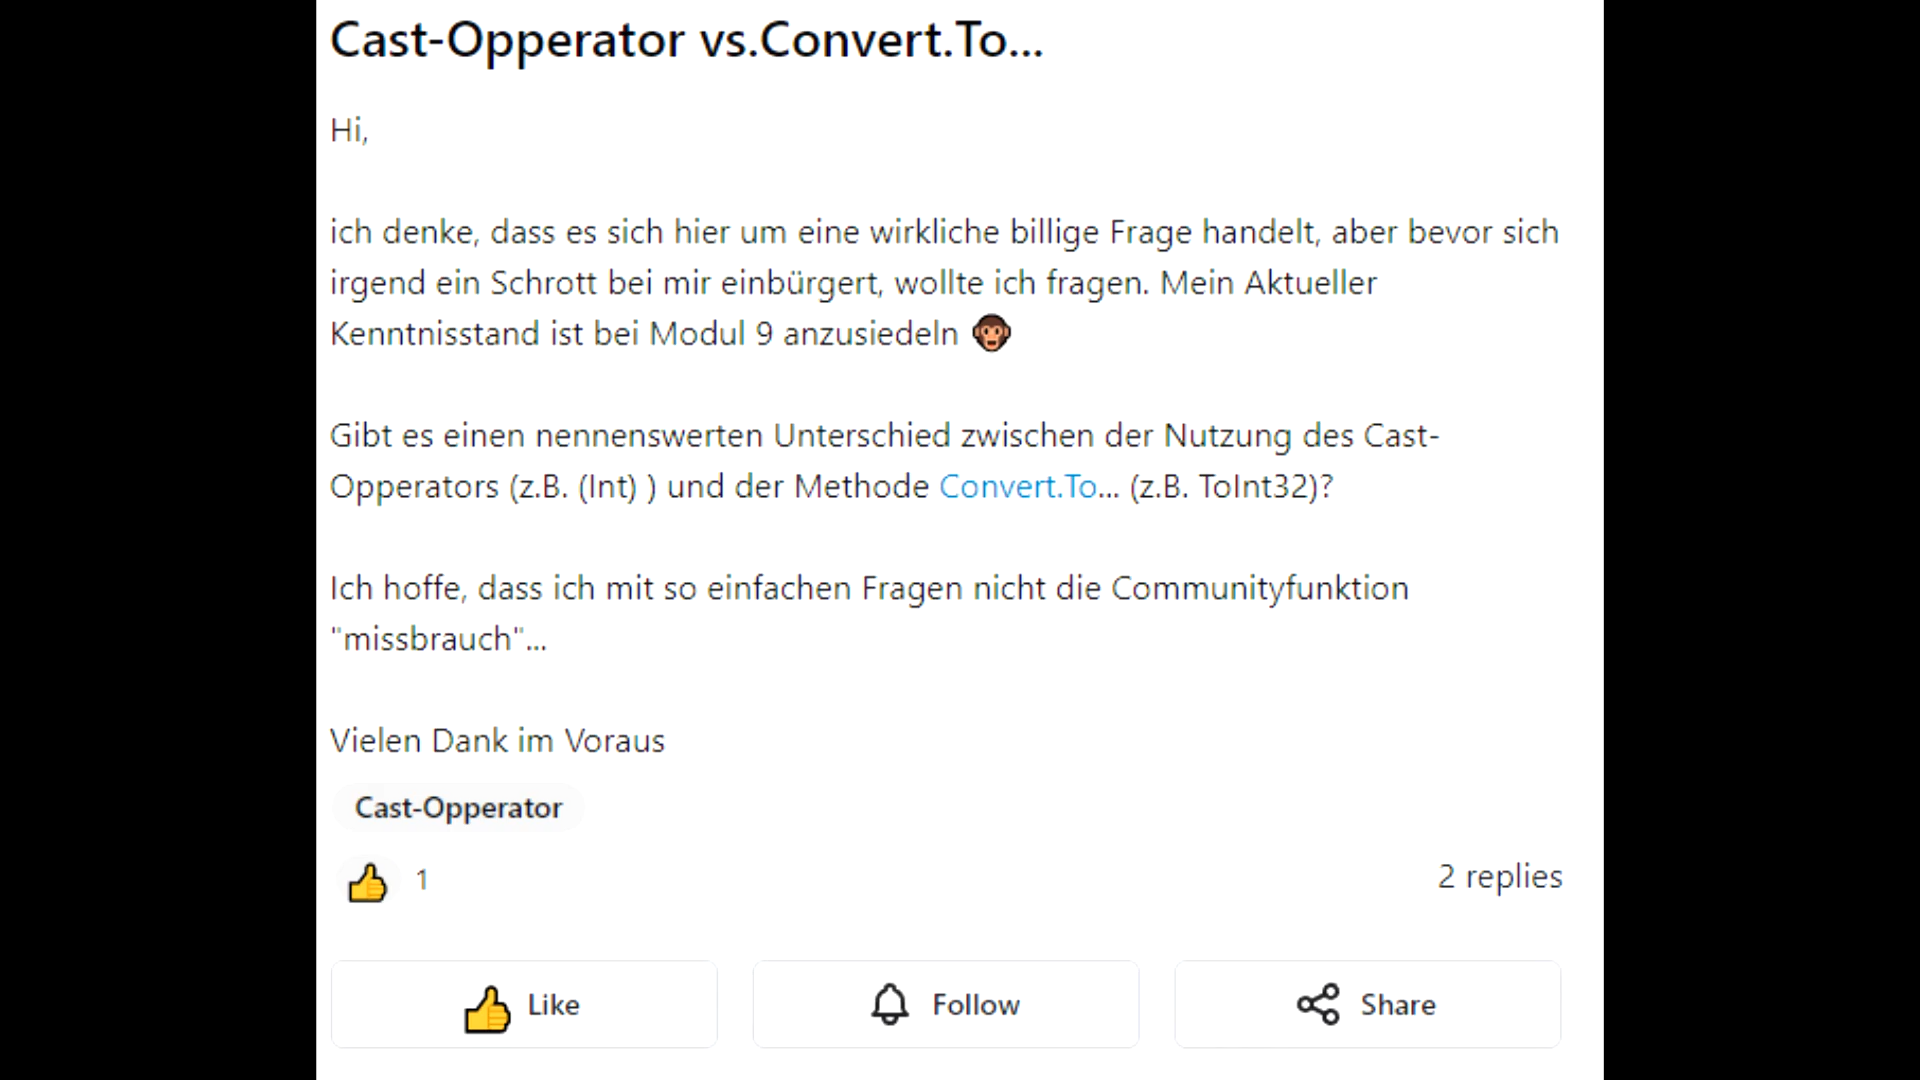 Cast-Opperator vs.Convert.To...
Hi,
ich denke, dass es sich hier um eine wirkliche billige Frage handelt, aber bevor sich
irgend ein Schrott bei mir einbürgert, wollte ich fragen. Mein Aktueller
Kenntnisstand ist bei Modul 9 anzusiedeln
Gibt es einen nennenswerten Unterschied zwischen der Nutzung des Cast-
Opperators (z.B. (Int) ) und der Methode Convert.To... (z.B. ToInt32)?
Ich hoffe, dass ich mit so einfachen Fragen nicht die Communityfunktion
"missbrauch"...
Vielen Dank im Voraus
Cast-Opperator
1
2 replies
Like
Follow
Share